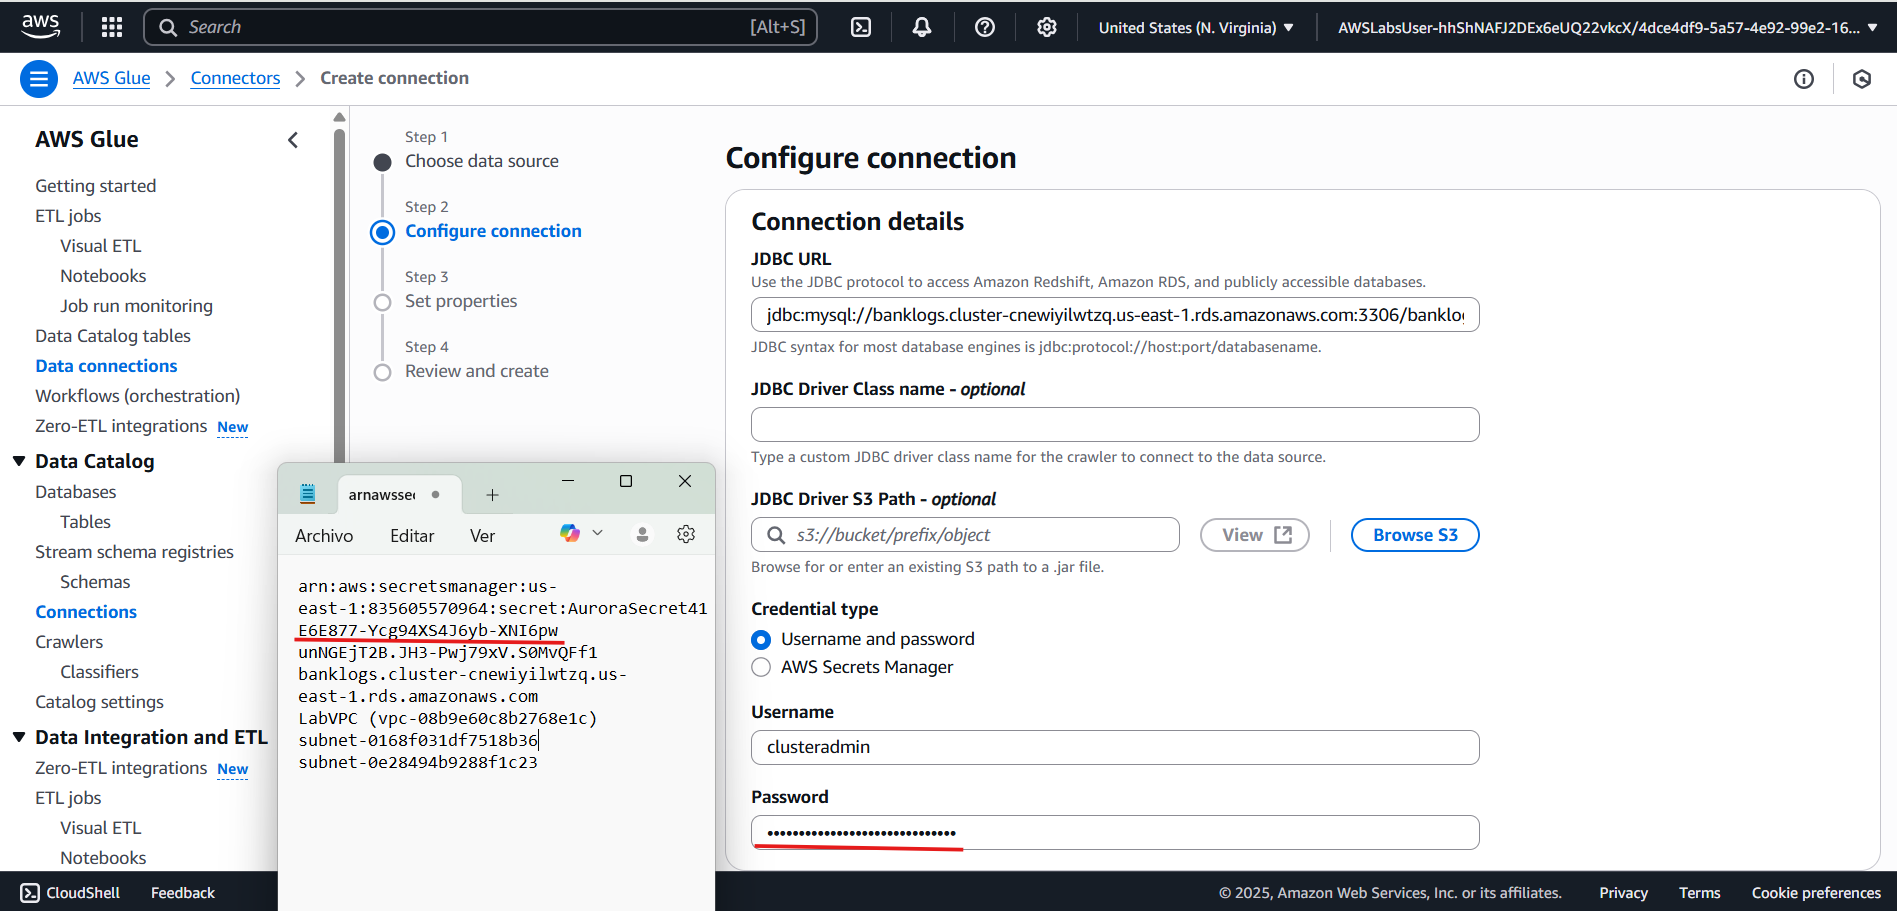 aws
Search
[Alt+S]
United States (N. Virginia)
AWSLabsUser-hhShNAFJ2DEx6eUQ22vkcX/4dce4df9-5a57-4e92-99e2-16...
AWS Glue
Connectors
Create connection
AWS Glue
Getting started
ETL jobs
Visual ETL
Notebooks
Job run monitoring
Data Catalog tables
Data connections
Workflows (orchestration)
Zero-ETL integrations New
Data Catalog
Databases
Tables
Stream schema registries
Schemas
Connections
Crawlers
Classifiers
Catalog settings
Data Integration and ETL
Zero-ETL integrations New
ETL jobs
Visual ETL
Notebooks
Step 1
Choose data source
Step 2
Configure connection
Step 3
Set properties
Step 4
Review and create
arnawssec
Archivo
Editar
Ver
arn:aws:secretsmanager:us-
east-1:835605570964:secret:AuroraSecret41
E6E877-Ycg94XS4J6yb-XNI6pw
unNGEjT2B.JH3-Pwj79xV.S0MvQFf1
banklogs.cluster-cnewiyilwtzq.us-
east-1.rds.amazonaws.com
LabVPC (vpc-08b9e60c8b2768e1c)
subnet-0168f031df7518b36
subnet-0e28494b9288f1c23
Configure connection
Connection details
JDBC URL
Use the JDBC protocol to access Amazon Redshift, Amazon RDS, and publicly accessible databases.
jdbc:mysql://banklogs.cluster-cnewiyilwtzq.us-east-1.rds.amazonaws.com:3306/banklo
JDBC syntax for most database engines is jdbc:protocol://host:port/databasename.
JDBC Driver Class name - optional
Type a custom JDBC driver class name for the crawler to connect to the data source.
JDBC Driver S3 Path - optional
s3://bucket/prefix/object
View
Browse S3
Browse for or enter an existing S3 path to a .jar file.
Credential type
Username and password
AWS Secrets Manager
Username
clusteradmin
Password
CloudShell
Feedback
© 2025, Amazon Web Services, Inc. or its affiliates.
Privacy
Terms
Cookie preferences